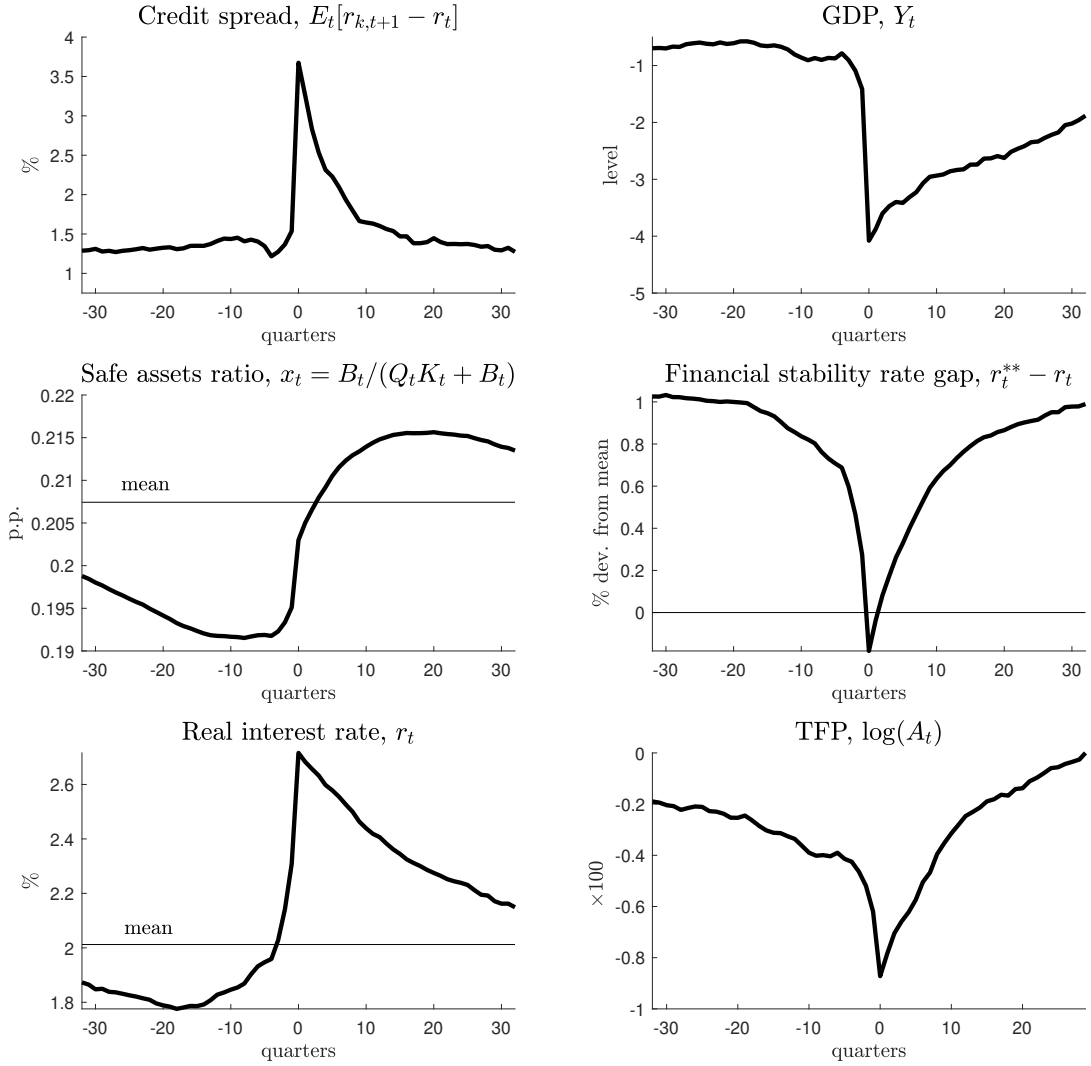 Credit spread, E_t[r_{k,t+1} − r_t]
4
3.5
3
2.5
2
1.5
1
%
-30 -20 -10 0 10 20 30
quarters
GDP, Y_t
-1
-2
-3
-4
-5
level
-30 -20 -10 0 10 20 30
quarters
Safe assets ratio, x_t = B_t/(Q_tK_t + B_t)
0.22
0.215
0.21
0.205
0.2
0.195
0.19
p.p.
mean
-30 -20 -10 0 10 20 30
quarters
Financial stability rate gap, r_t^{**} − r_t
1
0.8
0.6
0.4
0.2
0
% dev. from mean
-30 -20 -10 0 10 20 30
quarters
Real interest rate, r_t
2.6
2.4
2.2
2
1.8
%
mean
-30 -20 -10 0 10 20 30
quarters
TFP, log(A_t)
0
-0.2
-0.4
-0.6
-0.8
-1
×100
-30 -20 -10 0 10 20
quarters